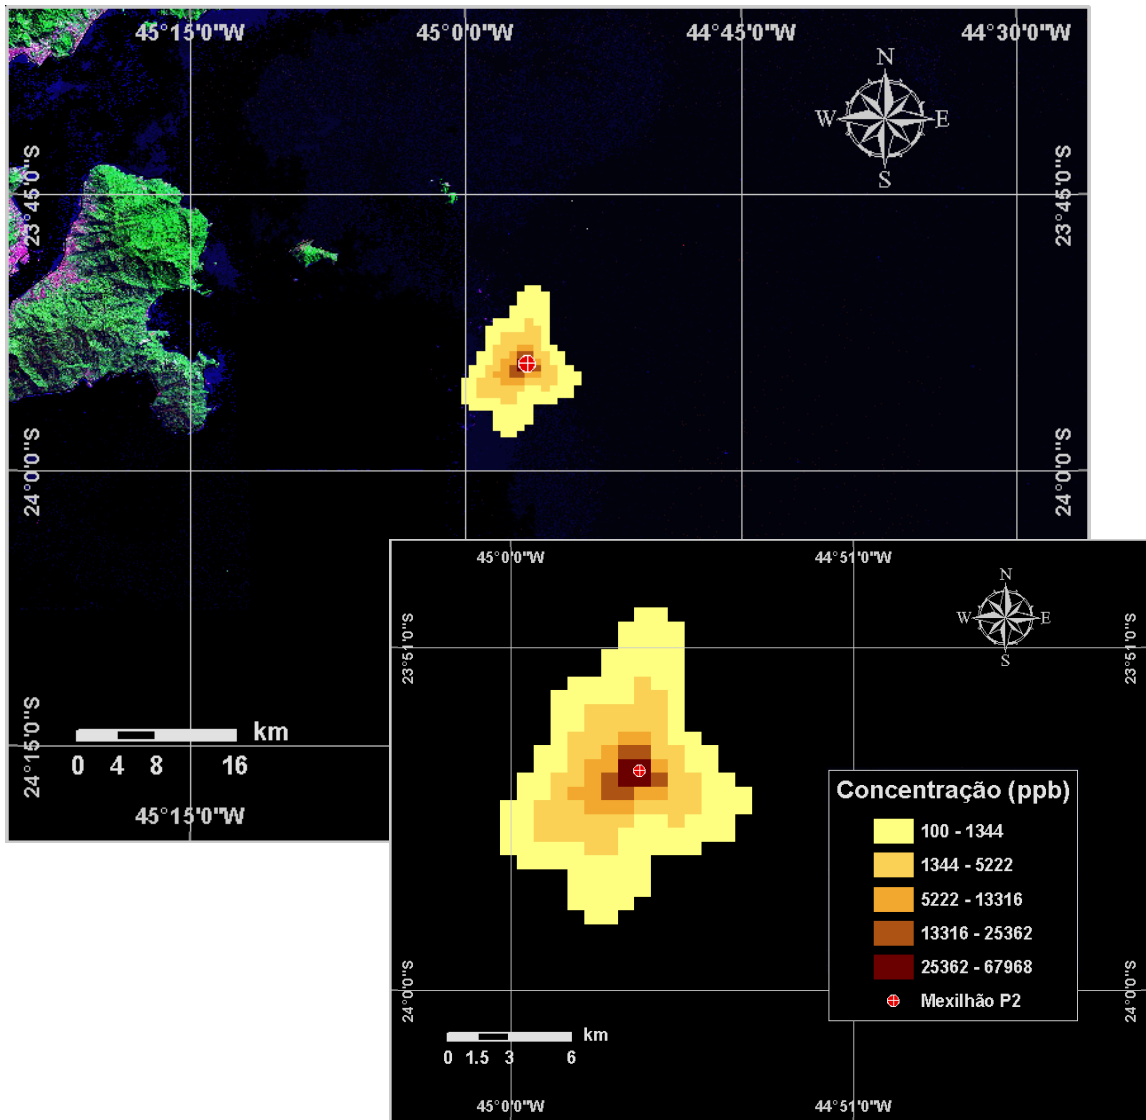 45°15'0"W 45°0'0"W 44°45'0"W 44°30'0"W
N
W E
S
23°45'0"S 23°45'0"S
24°0'0"S 24°0'0"S
24°15'0"S
km
0 4 8 16
45°15'0"W
45°0'0"W 44°51'0"W
N
W E
S
23°51'0"S 23°51'0"S
Concentração (ppb)
100 - 1344
1344 - 5222
5222 - 13316
13316 - 25362
25362 - 67968
Mexilhão P2
24°0'0"S 24°0'0"S
km
0 1.5 3 6
45°0'0"W 44°51'0"W